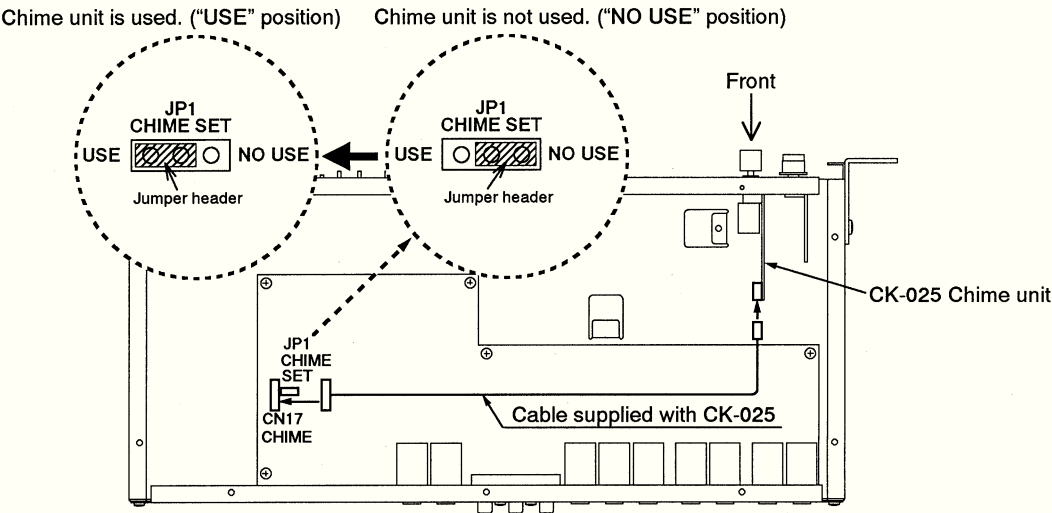 Chime unit is used. (“USE” position)
Chime unit is not used. (“NO USE” position)
JP1
CHIME SET
USE
NO USE
Jumper header
JP1
CHIME SET
USE
NO USE
Jumper header
Front
CK-025 Chime unit
JP1
CHIME
SET
CN17
CHIME
Cable supplied with CK-025